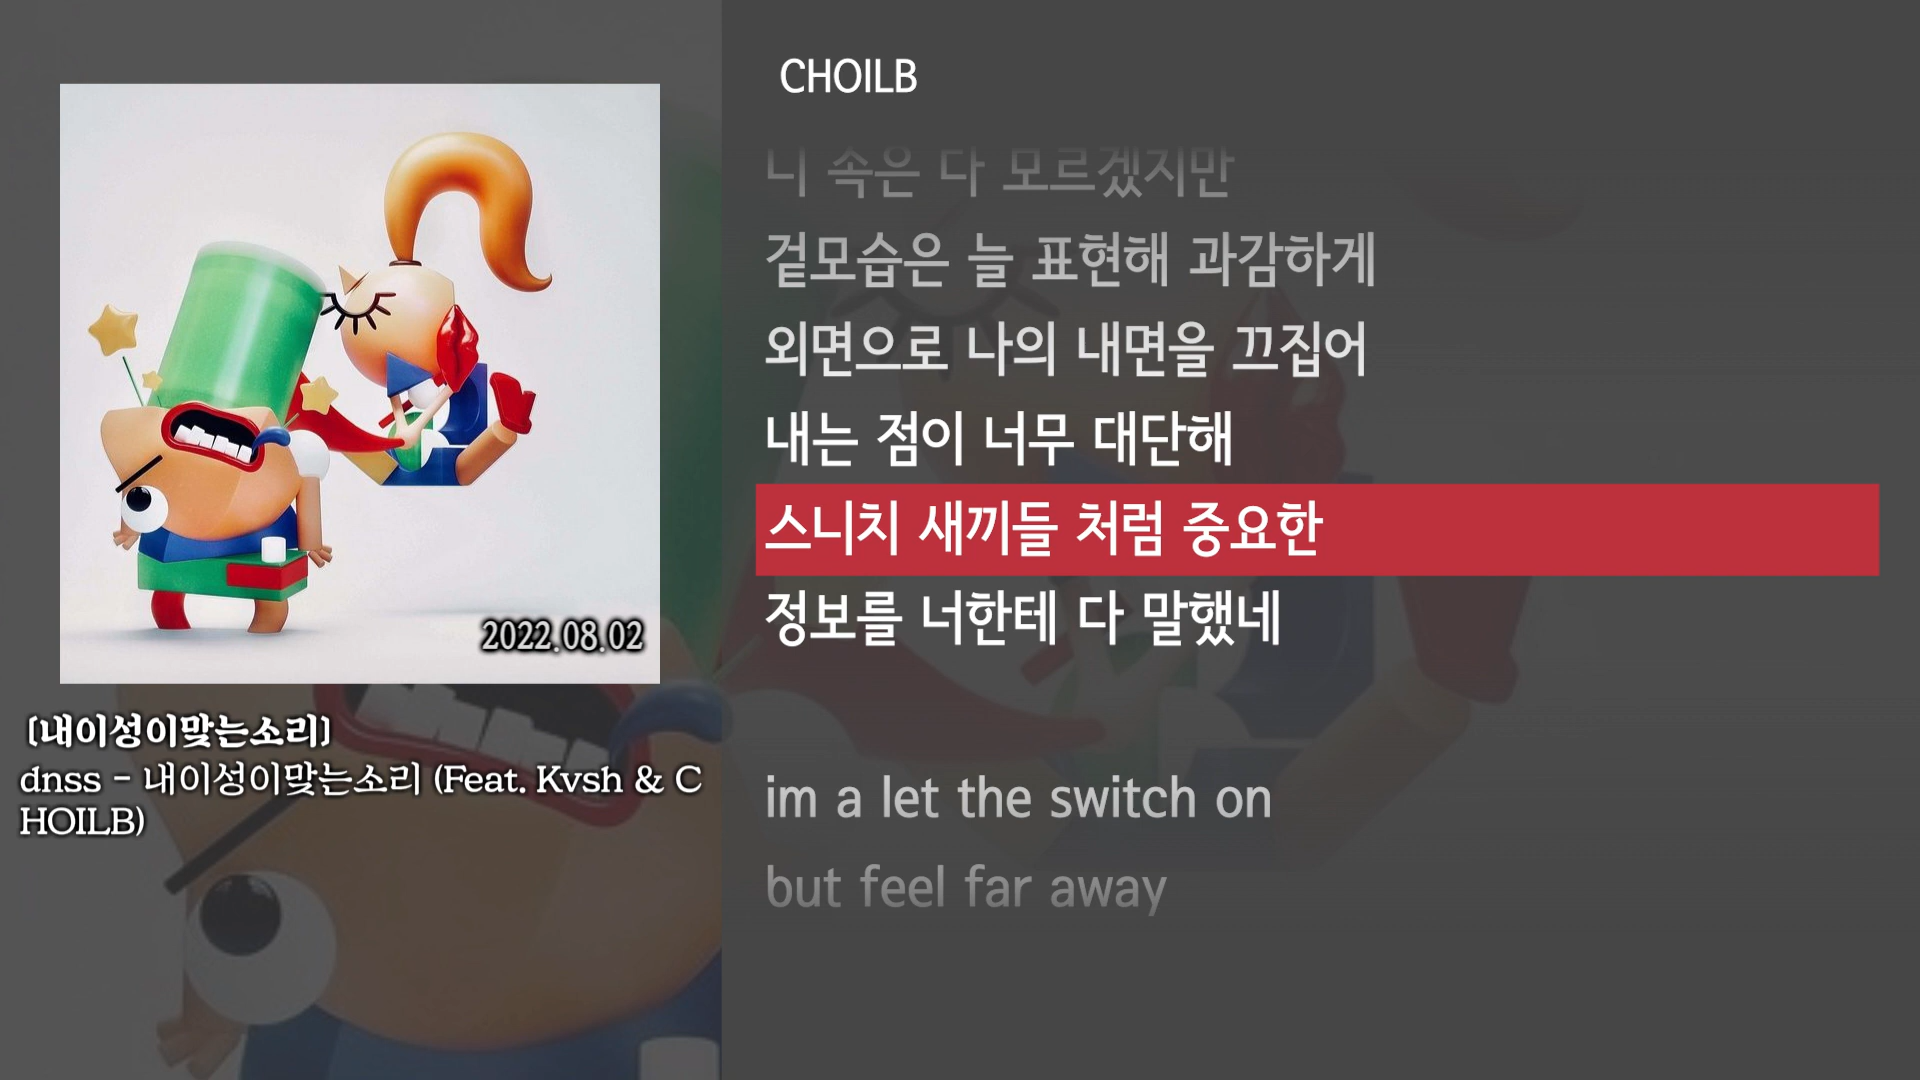 CHOILB
니 속은 다 모르겠지만
겉모습은 늘 표현해 과감하게
외면으로 나의 내면을 끄집어
내는 점이 너무 대단해
스니치 새끼들 처럼 중요한
정보를 너한테 다 말했네
im a let the switch on
but feel far away
2022.08.02
[내이성이맞는소리]
dnss - 내이성이맞는소리 (Feat. Kvsh & C
HOILB)